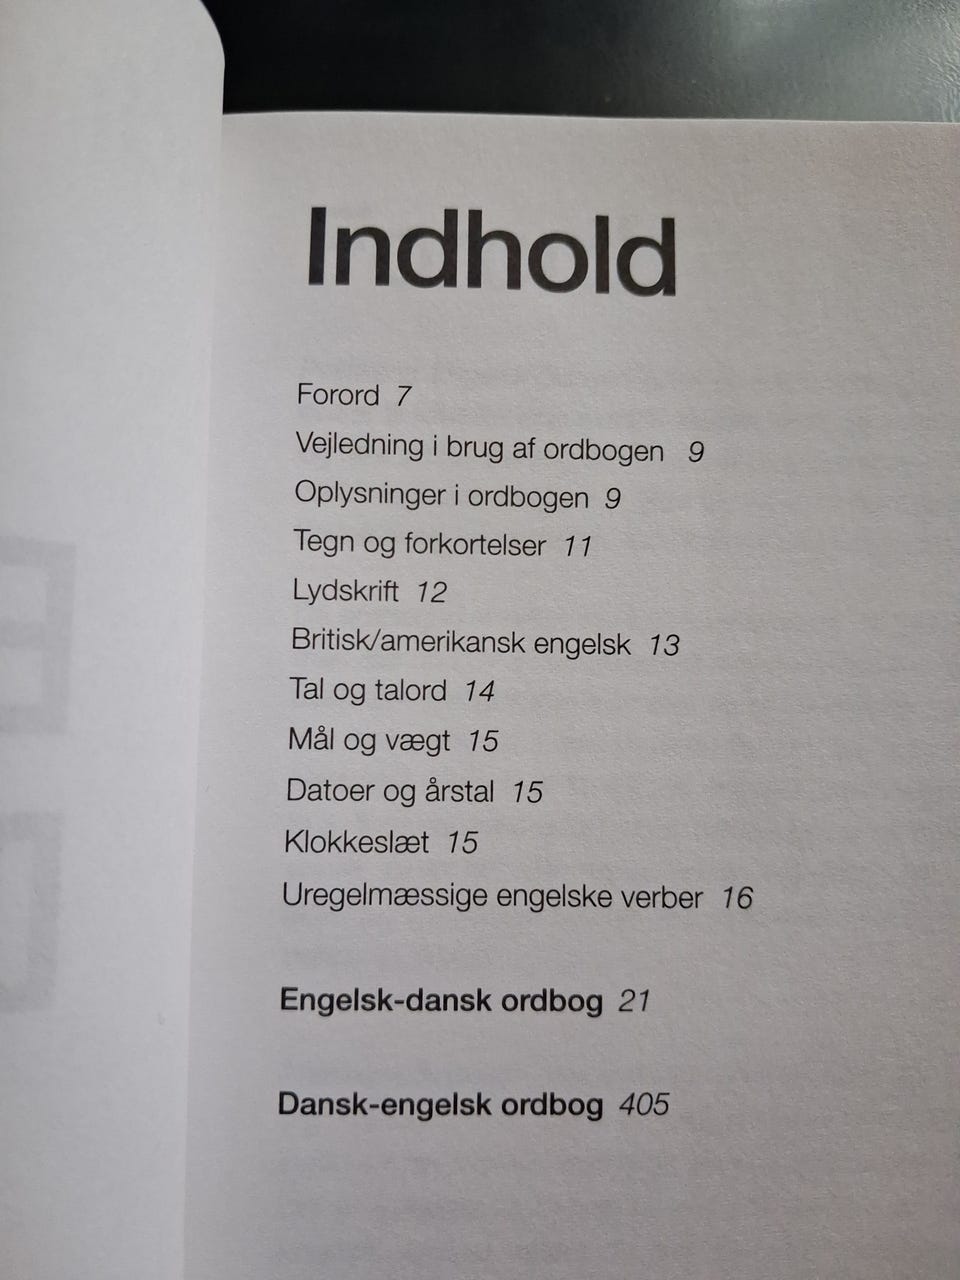 Indhold
Forord 7
Vejledning i brug af ordbogen 9
Oplysninger i ordbogen 9
Tegn og forkortelser 11
Lydskrift 12
Britisk/amerikansk engelsk 13
Tal og talord 14
Mål og vægt 15
Datoer og årstal 15
Klokkeslæt 15
Uregelmæssige engelske verber 16
Engelsk-dansk ordbog 21
Dansk-engelsk ordbog 405